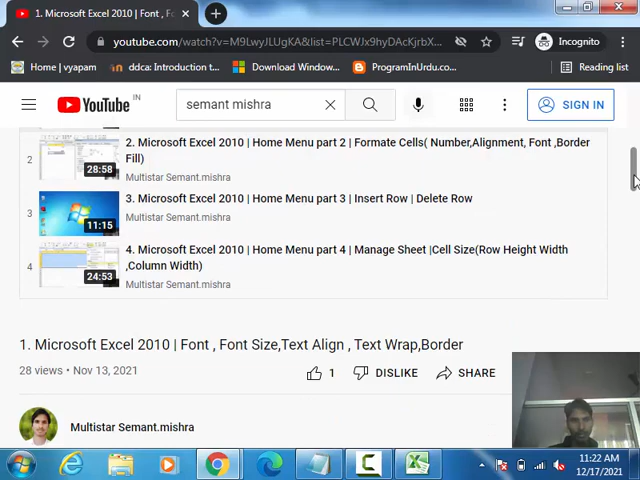 1. Microsoft Excel 2010 | Font , Fo
youtube.com/watch?v=M9LwyJLUgKA&list=PLCWJx9hyDAcKjrbX...
Incognito
Home | vyapam
ddca: Introduction t...
Download Window...
ProgramInUrdu.co...
Reading list
YouTube IN
semant mishra
SIGN IN
2
28:58
2. Microsoft Excel 2010 | Home Menu part 2 | Formate Cells( Number,Alignment, Font ,Border
Fill)
Multistar Semant.mishra
3
11:15
3. Microsoft Excel 2010 | Home Menu part 3 | Insert Row | Delete Row
Multistar Semant.mishra
4
24:53
4. Microsoft Excel 2010 | Home Menu part 4 | Manage Sheet |Cell Size(Row Height Width
,Column Width)
Multistar Semant.mishra
1. Microsoft Excel 2010 | Font , Font Size,Text Align , Text Wrap,Border
28 views • Nov 13, 2021
1
DISLIKE
SHARE
Multistar Semant.mishra
11:22 AM
12/17/2021